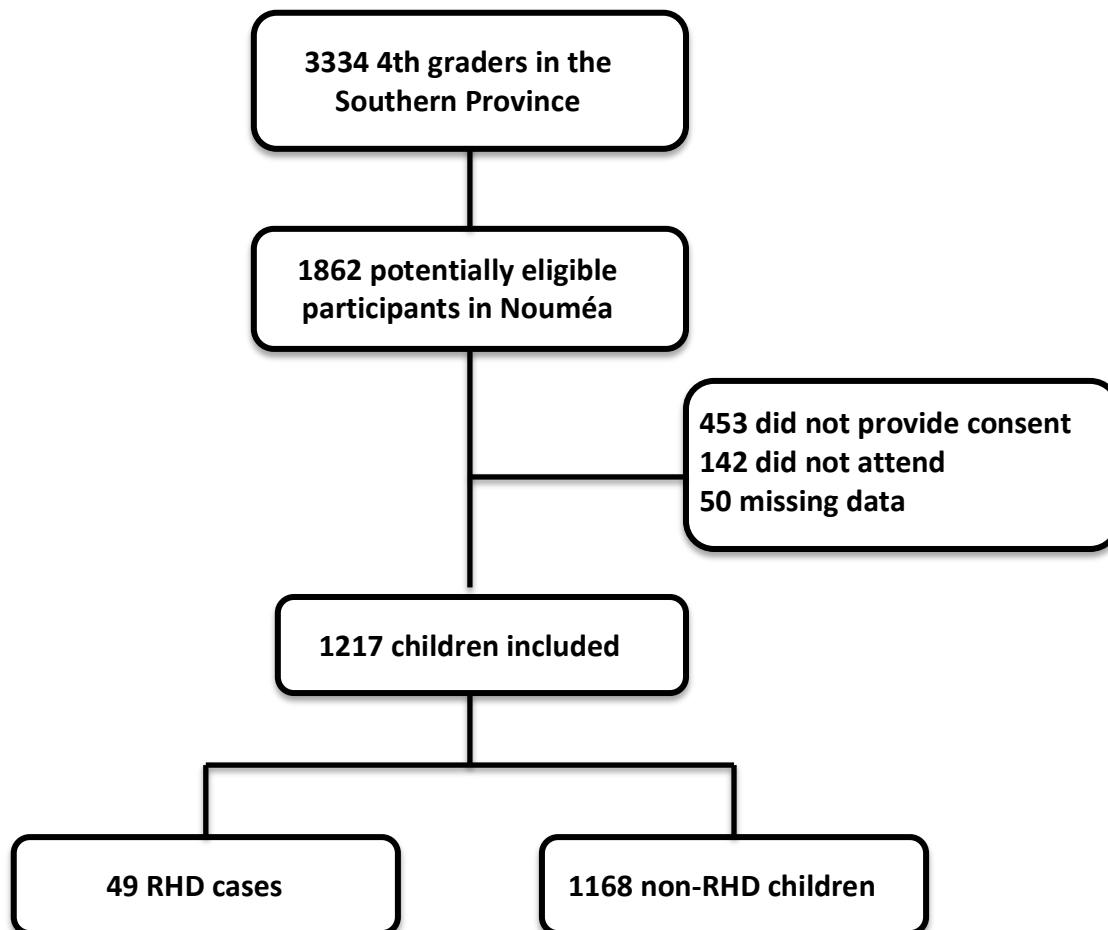 3334 4th graders in the
Southern Province
1862 potentially eligible
participants in Nouméa
453 did not provide consent
142 did not attend
50 missing data
1217 children included
49 RHD cases
1168 non-RHD children